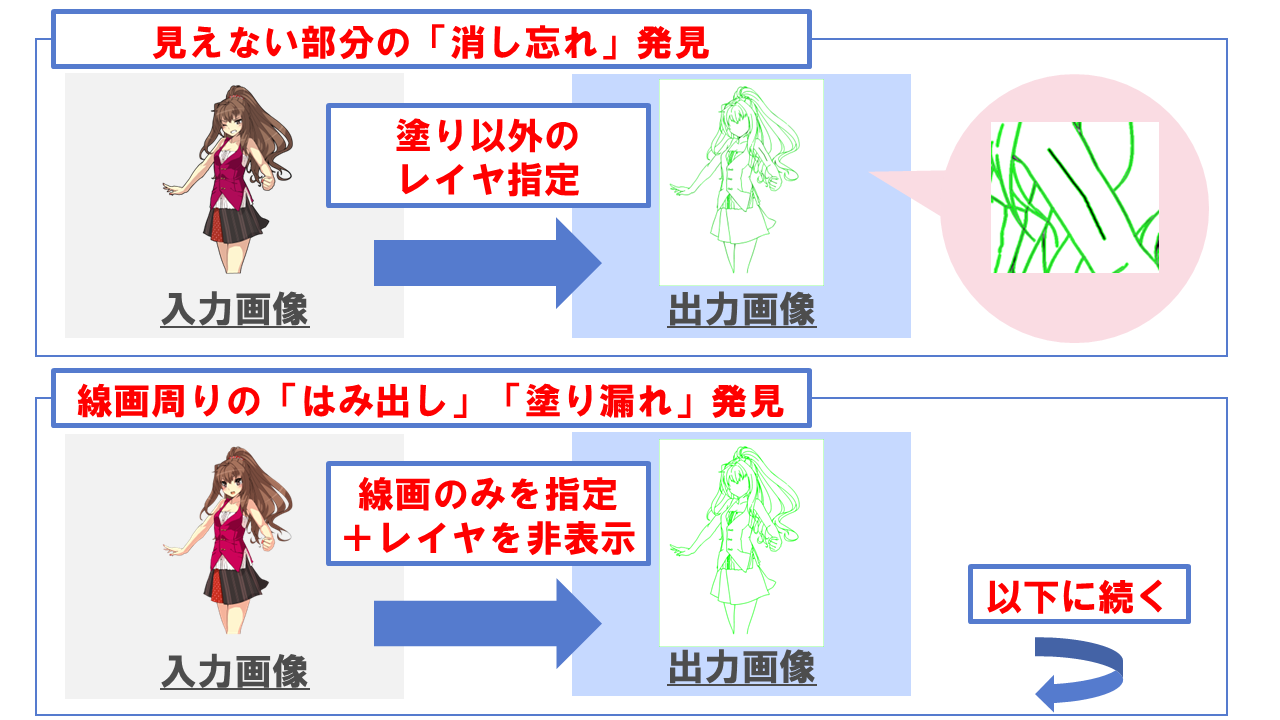 見えない部分の「消し忘れ」発見
塗り以外の
レイヤ指定
入力画像
出力画像
線画周りの「はみ出し」「塗り漏れ」発見
線画のみを指定
＋レイヤを非表示
入力画像
出力画像
以下に続く